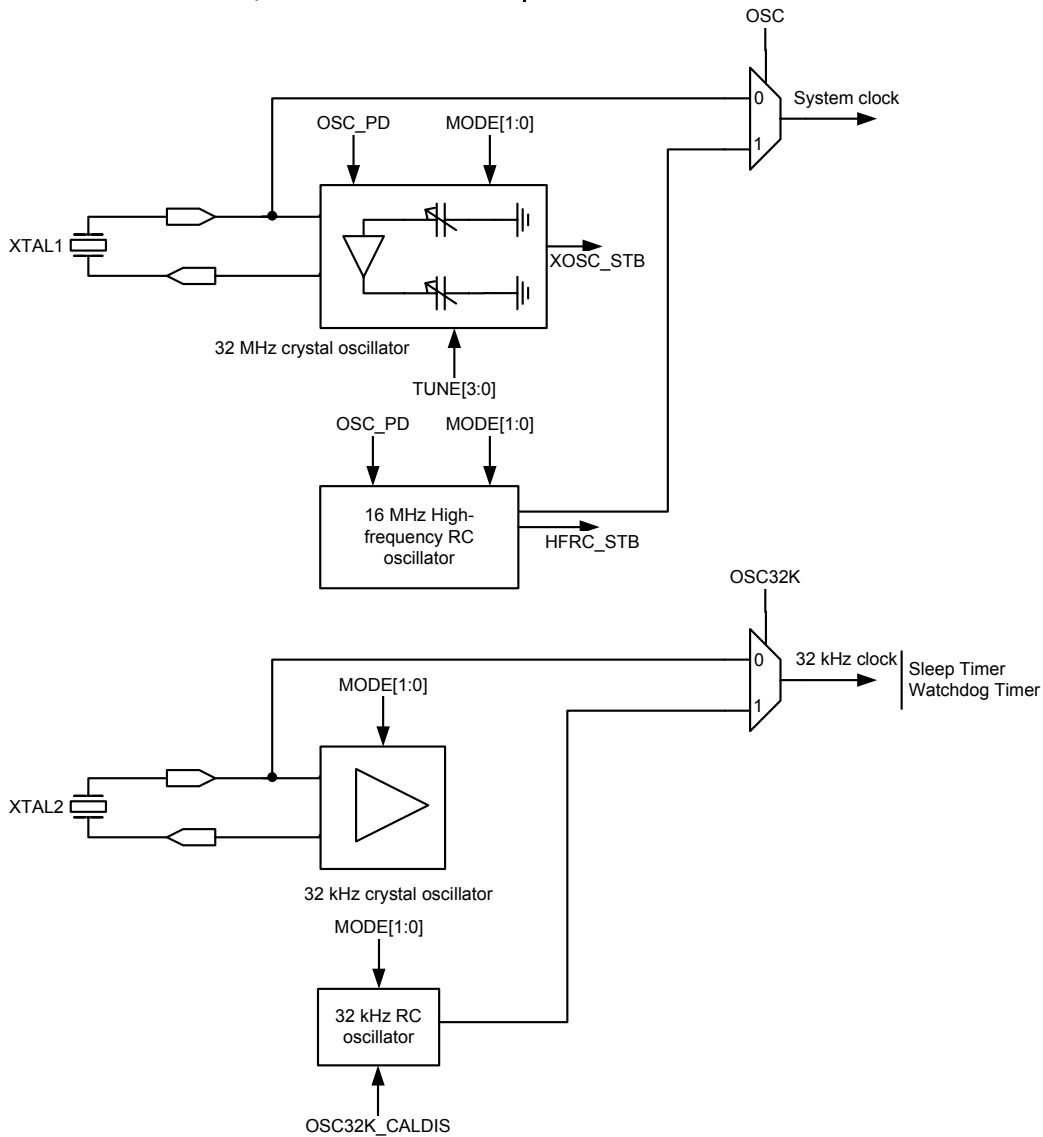 OSC
0
System clock
OSC_PD
MODE[1:0]
1
XTAL1
XOSC_STB
32 MHz crystal oscillator
TUNE[3:0]
OSC_PD
MODE[1:0]
16 MHz High-
frequency RC
oscillator
HFRC_STB
OSC32K
0
32 kHz clock
Sleep Timer
Watchdog Timer
MODE[1:0]
1
XTAL2
32 kHz crystal oscillator
MODE[1:0]
32 kHz RC
oscillator
OSC32K_CALDIS